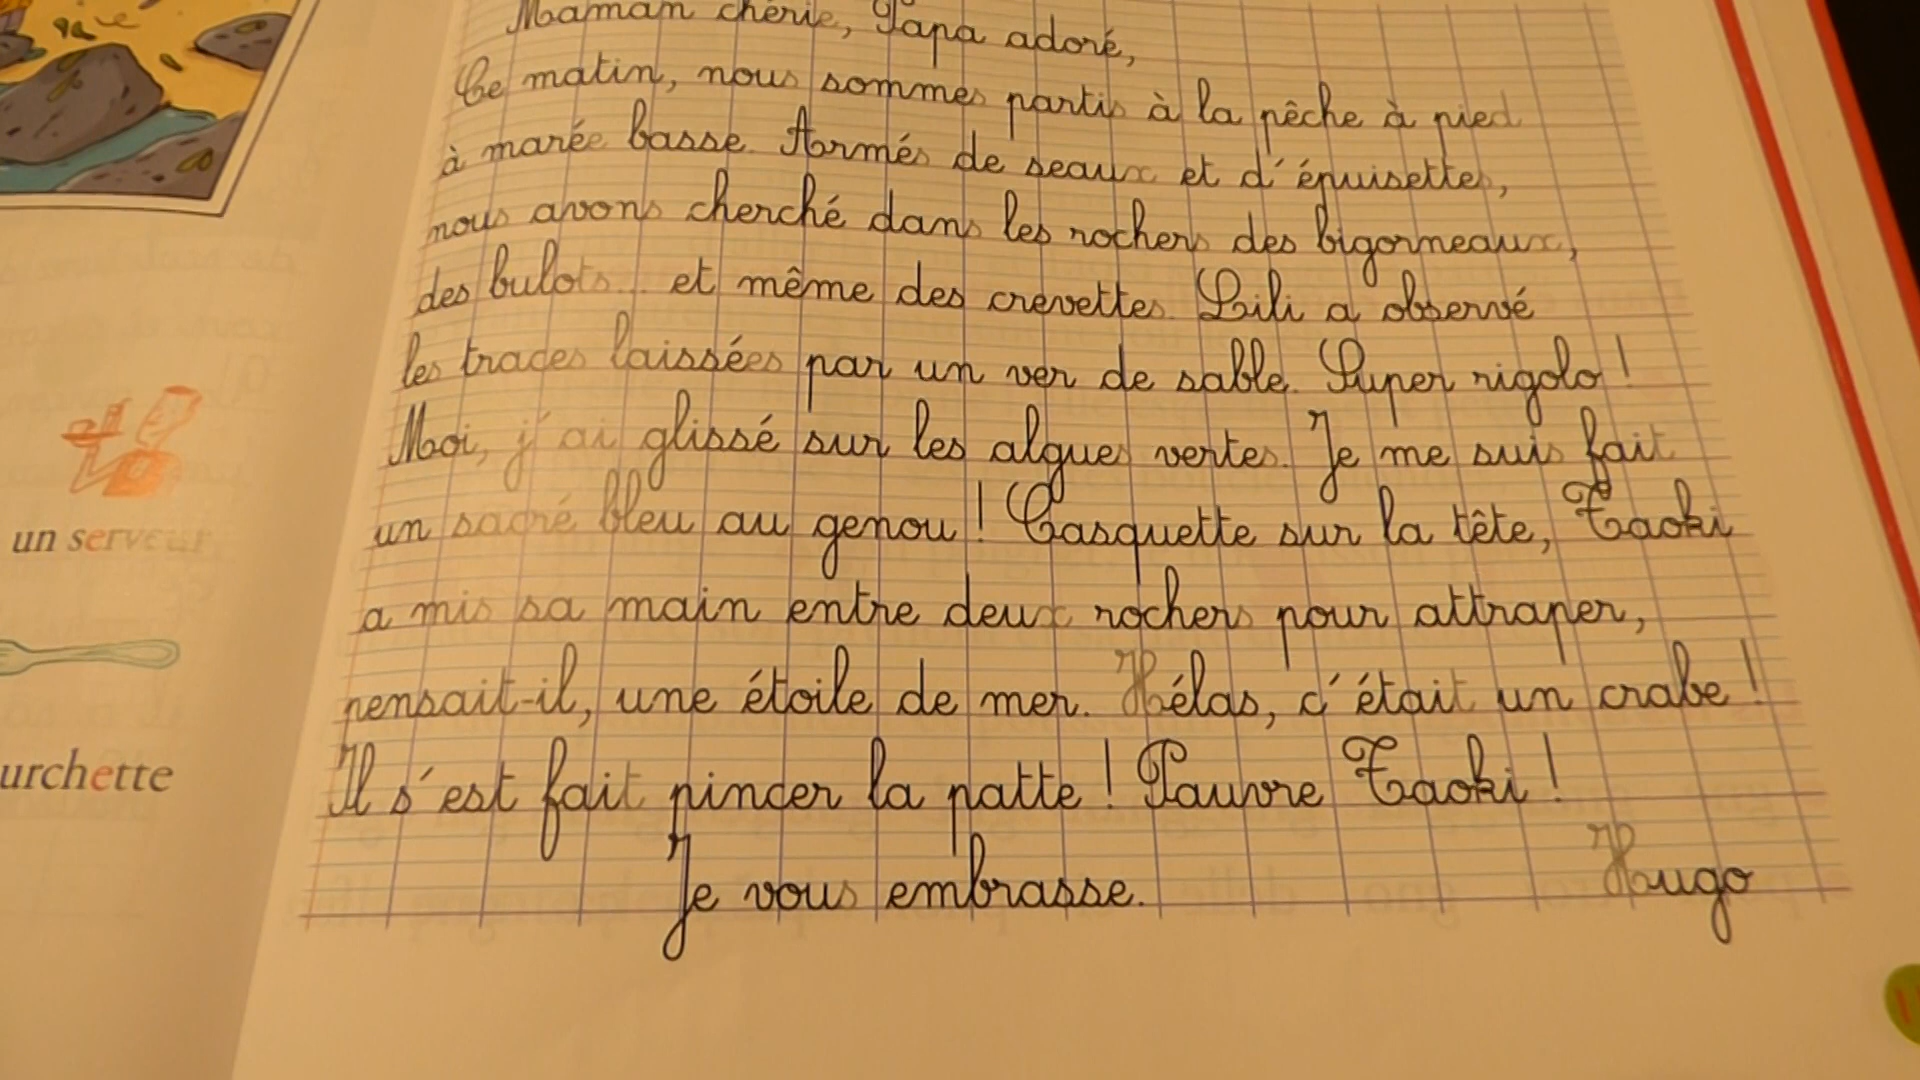 Maman chérie, Papa adoré,
Ce matin, nous sommes partis à la pêche à pied
à marée basse. Armés de seaux et d'épuisettes,
nous avons cherché dans les rochers des bigorneaux,
des bulots... et même des crevettes. Lili a observé
les traces laissées par un ver de sable. Super rigolo !
Moi, j'ai glissé sur les algues vertes. Je me suis fait
un sacré bleu au genou ! Casquette sur la tête, Taoki
a mis sa main entre deux rochers pour attraper,
pensait-il, une étoile de mer. Hélas, c'était un crabe !
Il s'est fait pincer la patte ! Pauvre Taoki !
Je vous embrasse.
Hugo
un serveur
urchette